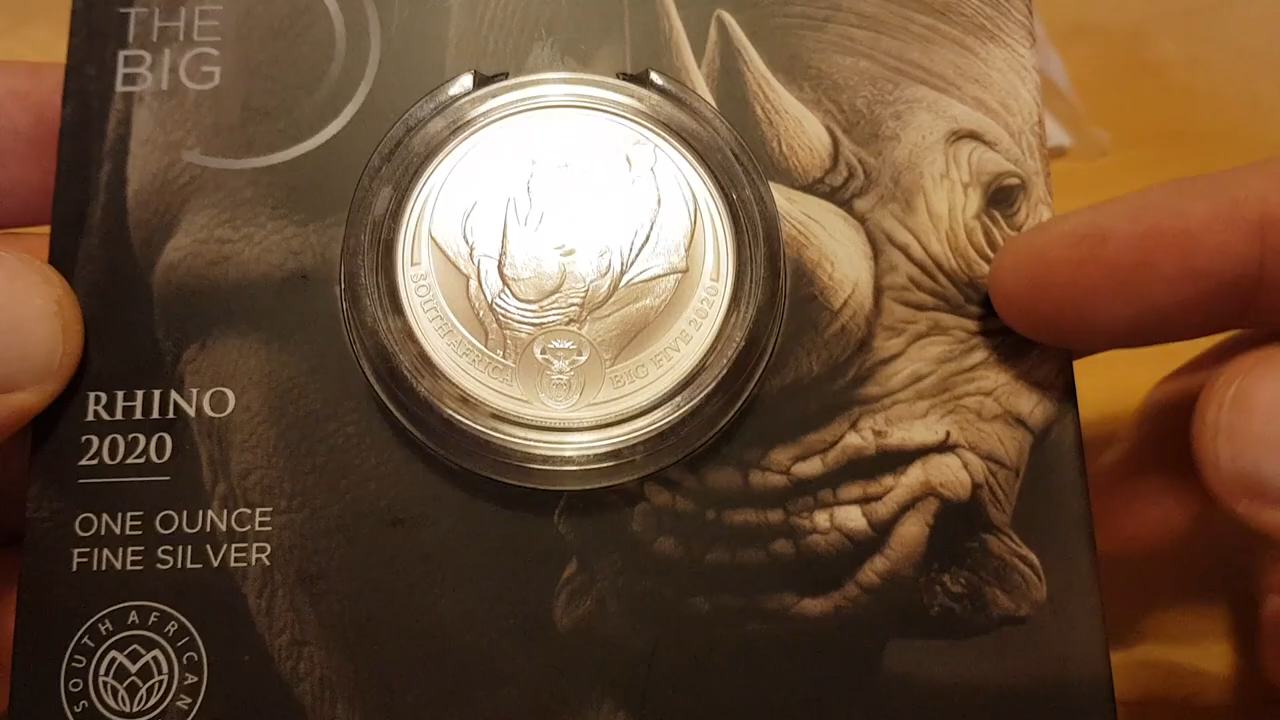 THE
BIG
SOUTH AFRICA
BIG FIVE 2020
RHINO
2020
ONE OUNCE
FINE SILVER
SOUTH AFRICAN